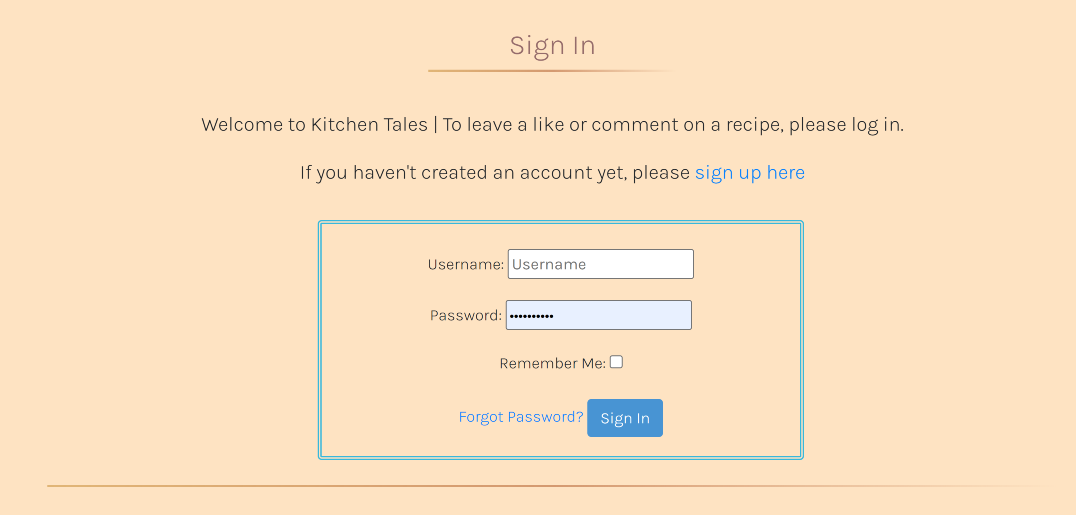 Sign In
Welcome to Kitchen Tales | To leave a like or comment on a recipe, please log in.
If you haven't created an account yet, please sign up here
Username: Username
Password: ••••••••••
Remember Me:
Forgot Password? Sign In